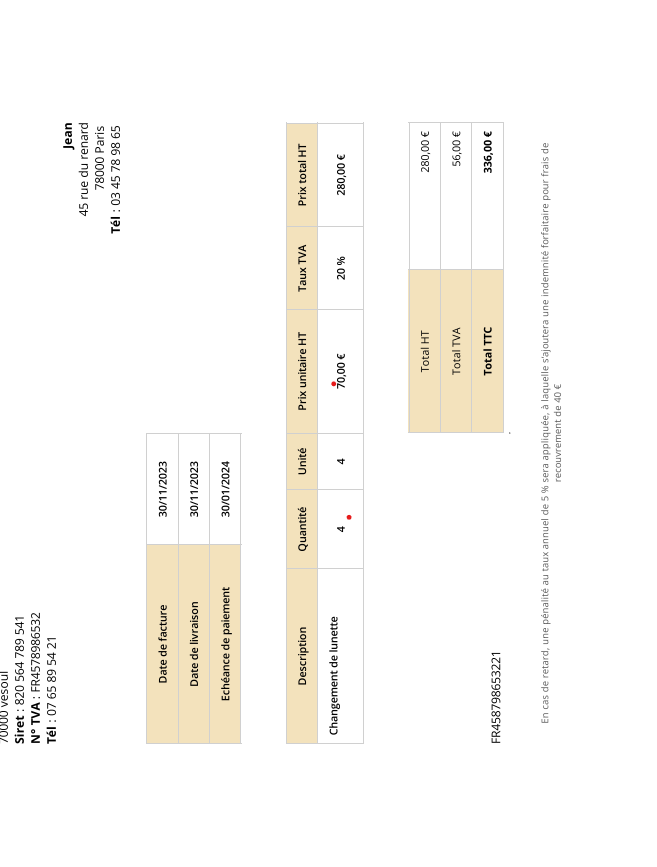 70000 vesoul
Siret : 820 564 789 541
N° TVA : FR4578986532
Tél : 07 65 89 54 21
Jean
45 rue du renard
78000 Paris
Tél : 03 45 78 98 65
Date de facture 30/11/2023
Date de livraison 30/11/2023
Echéance de paiement 30/01/2024
Description Quantité Unité Prix unitaire HT Taux TVA Prix total HT
Changement de lunette 4 4 70,00 € 20 % 280,00 €
Total HT 280,00 €
Total TVA 56,00 €
Total TTC 336,00 €
FR458798653221
En cas de retard, une pénalité au taux annuel de 5 % sera appliquée, à laquelle s'ajoutera une indemnité forfaitaire pour frais de
recouvrement de 40 €